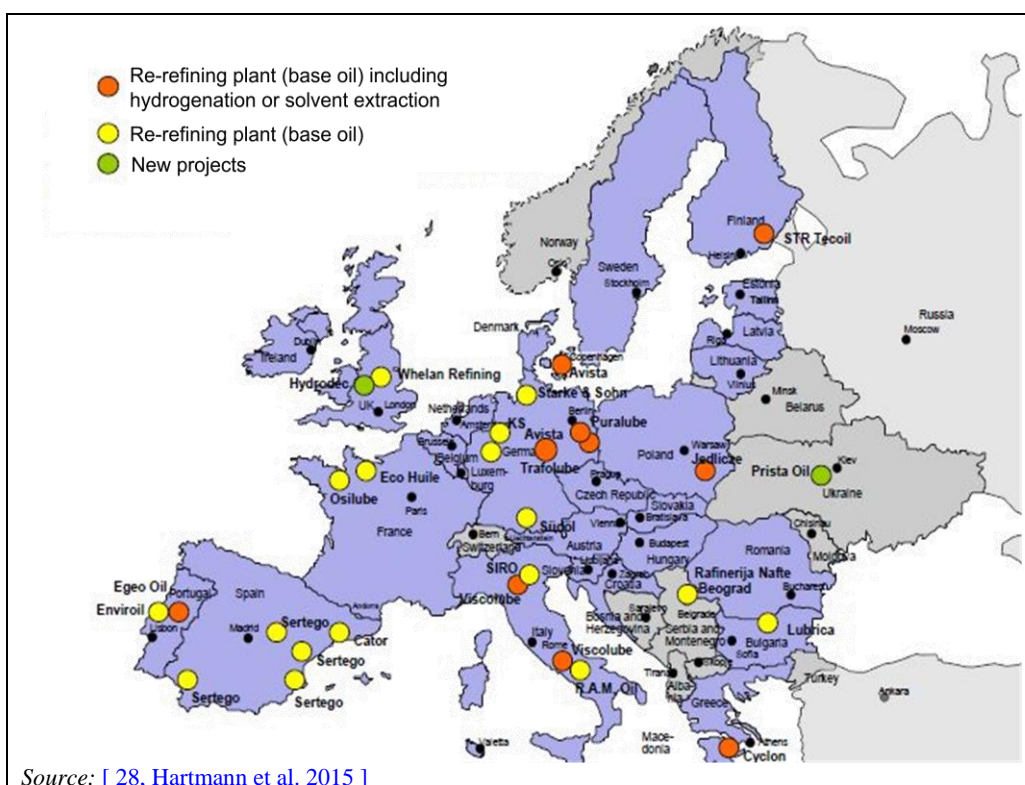 Re-refining plant (base oil) including
hydrogenation or solvent extraction
Re-refining plant (base oil)
New projects
Finland
STR Tecoil
Helsinki
Norway
Oslo
Sweden
Stockholm
Estonia
Tallinn
Russia
Moscow
Denmark
Riga
Latvia
Copenhagen
Avista
Lithuania
Vilnius
Dublin
Ireland
Hydrodec
Whelan Refining
UK
London
Netherlands
Starke & Sohn
Berlin
Minsk
Belarus
KS
Avista
Puralube
Poland
Warsaw
Jedlicze
Trafolube
Belgium
Luxem-
burg
Prague
Czech Republic
Prista Oil
Kiev
Ukraine
Eco Huile
Osilube
Paris
France
Südöl
Vienna
Slovakia
Bratislava
Chisinau
Moldova
Bern
Switzerland
Liechtenstein
Austria
Budapest
Hungary
Romania
SIRO
Slovenia
Ljubljana
Zagreb
Croatia
Rafinerija Nafte
Beograd
Bucharest
Viscolube
Egeo Oil
Enviroil
Portugal
Lisbon
Spain
Madrid
Andorra
Sertego
Cator
Sertego
Sertego
Sertego
Italy
Rome
Viscolube
R.A.M. Oil
Sarajevo
Bosnia and
Herzegovina
Belgrade
Serbia and
Montenegro
Lubrica
Bulgaria
Sofia
Skopje
Tirana
Alba-
nia
Greece
Turkey
Ankara
Mace-
donia
Athens
Cyclon
Valetta
Source: [ 28, Hartmann et al. 2015 ]